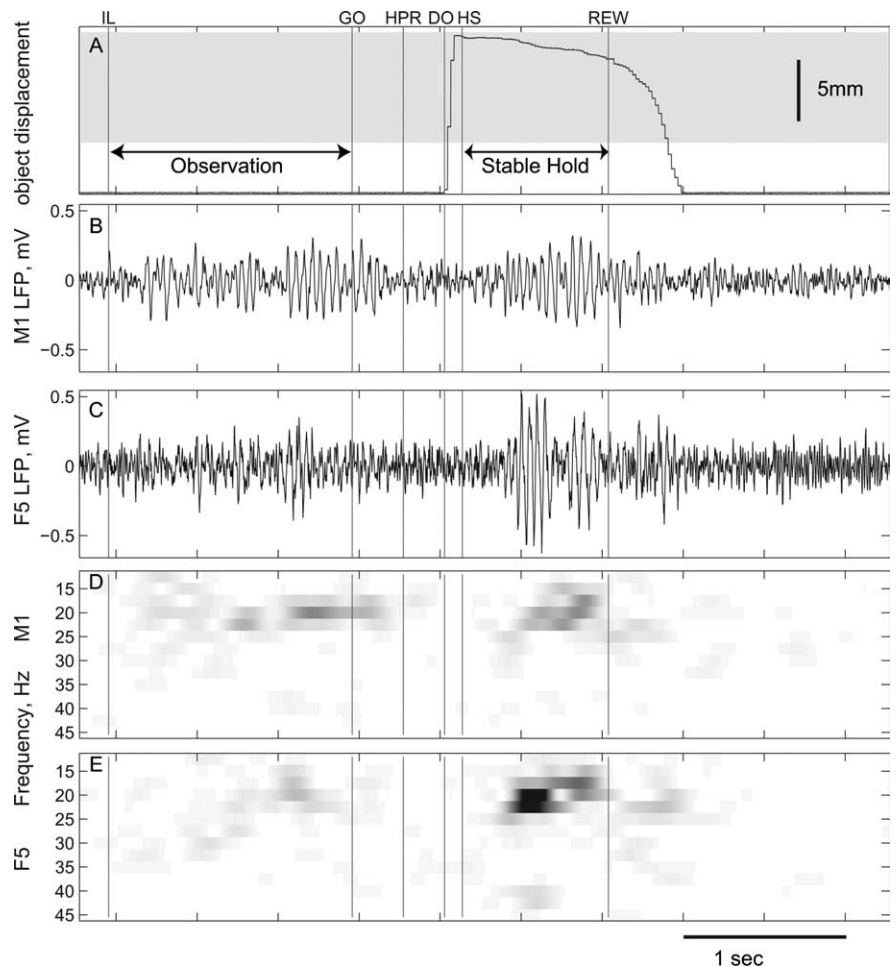 IL GO HPR DO HS REW
A
object displacement
5mm
Observation
Stable Hold
B
M1 LFP, mV
0.5
0
−0.5
C
F5 LFP, mV
0.5
0
−0.5
D
M1
15
20
25
30
35
40
45
Frequency, Hz
E
F5
15
20
25
30
35
40
45
1 sec